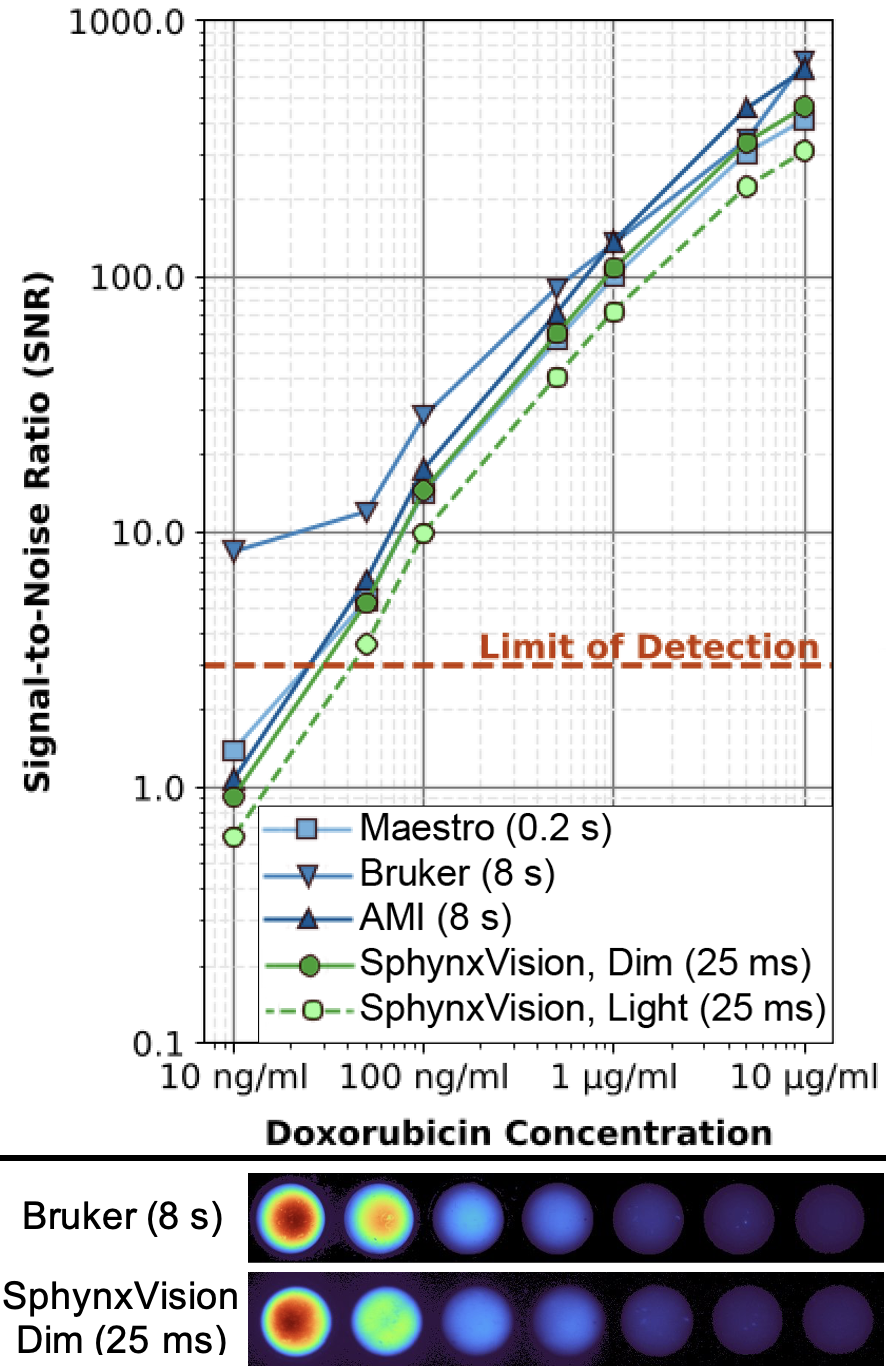 1000.0
100.0
10.0
1.0
0.1
Signal-to-Noise Ratio (SNR)
Limit of Detection
Maestro (0.2 s)
Bruker (8 s)
AMI (8 s)
SphynxVision, Dim (25 ms)
SphynxVision, Light (25 ms)
10 ng/ml 100 ng/ml 1 µg/ml 10 µg/ml
Doxorubicin Concentration
Bruker (8 s)
SphynxVision
Dim (25 ms)